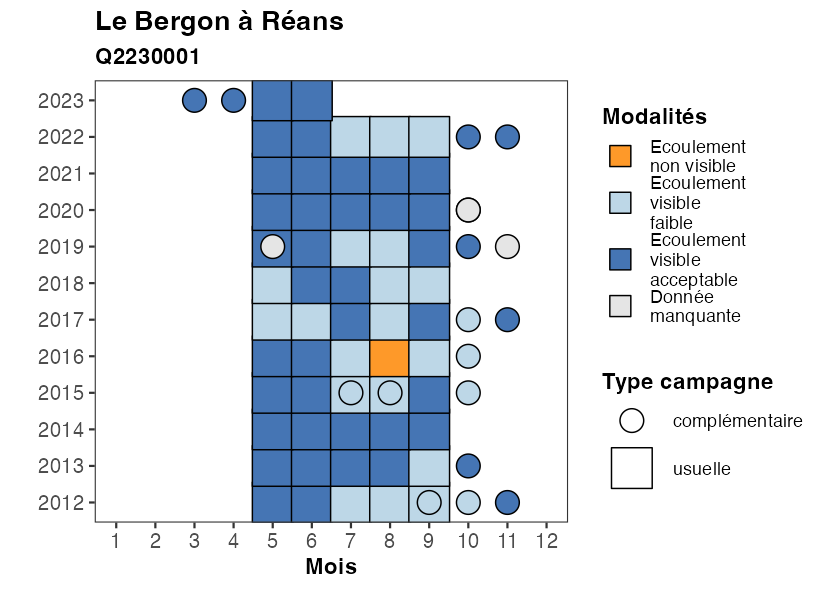 Le Bergon à Réans
Q2230001
2023
2022
2021
2020
2019
2018
2017
2016
2015
2014
2013
2012
1 2 3 4 5 6 7 8 9 10 11 12
Mois
Modalités
Ecoulement
non visible
Ecoulement
visible
faible
Ecoulement
visible
acceptable
Donnée
manquante
Type campagne
complémentaire
usuelle